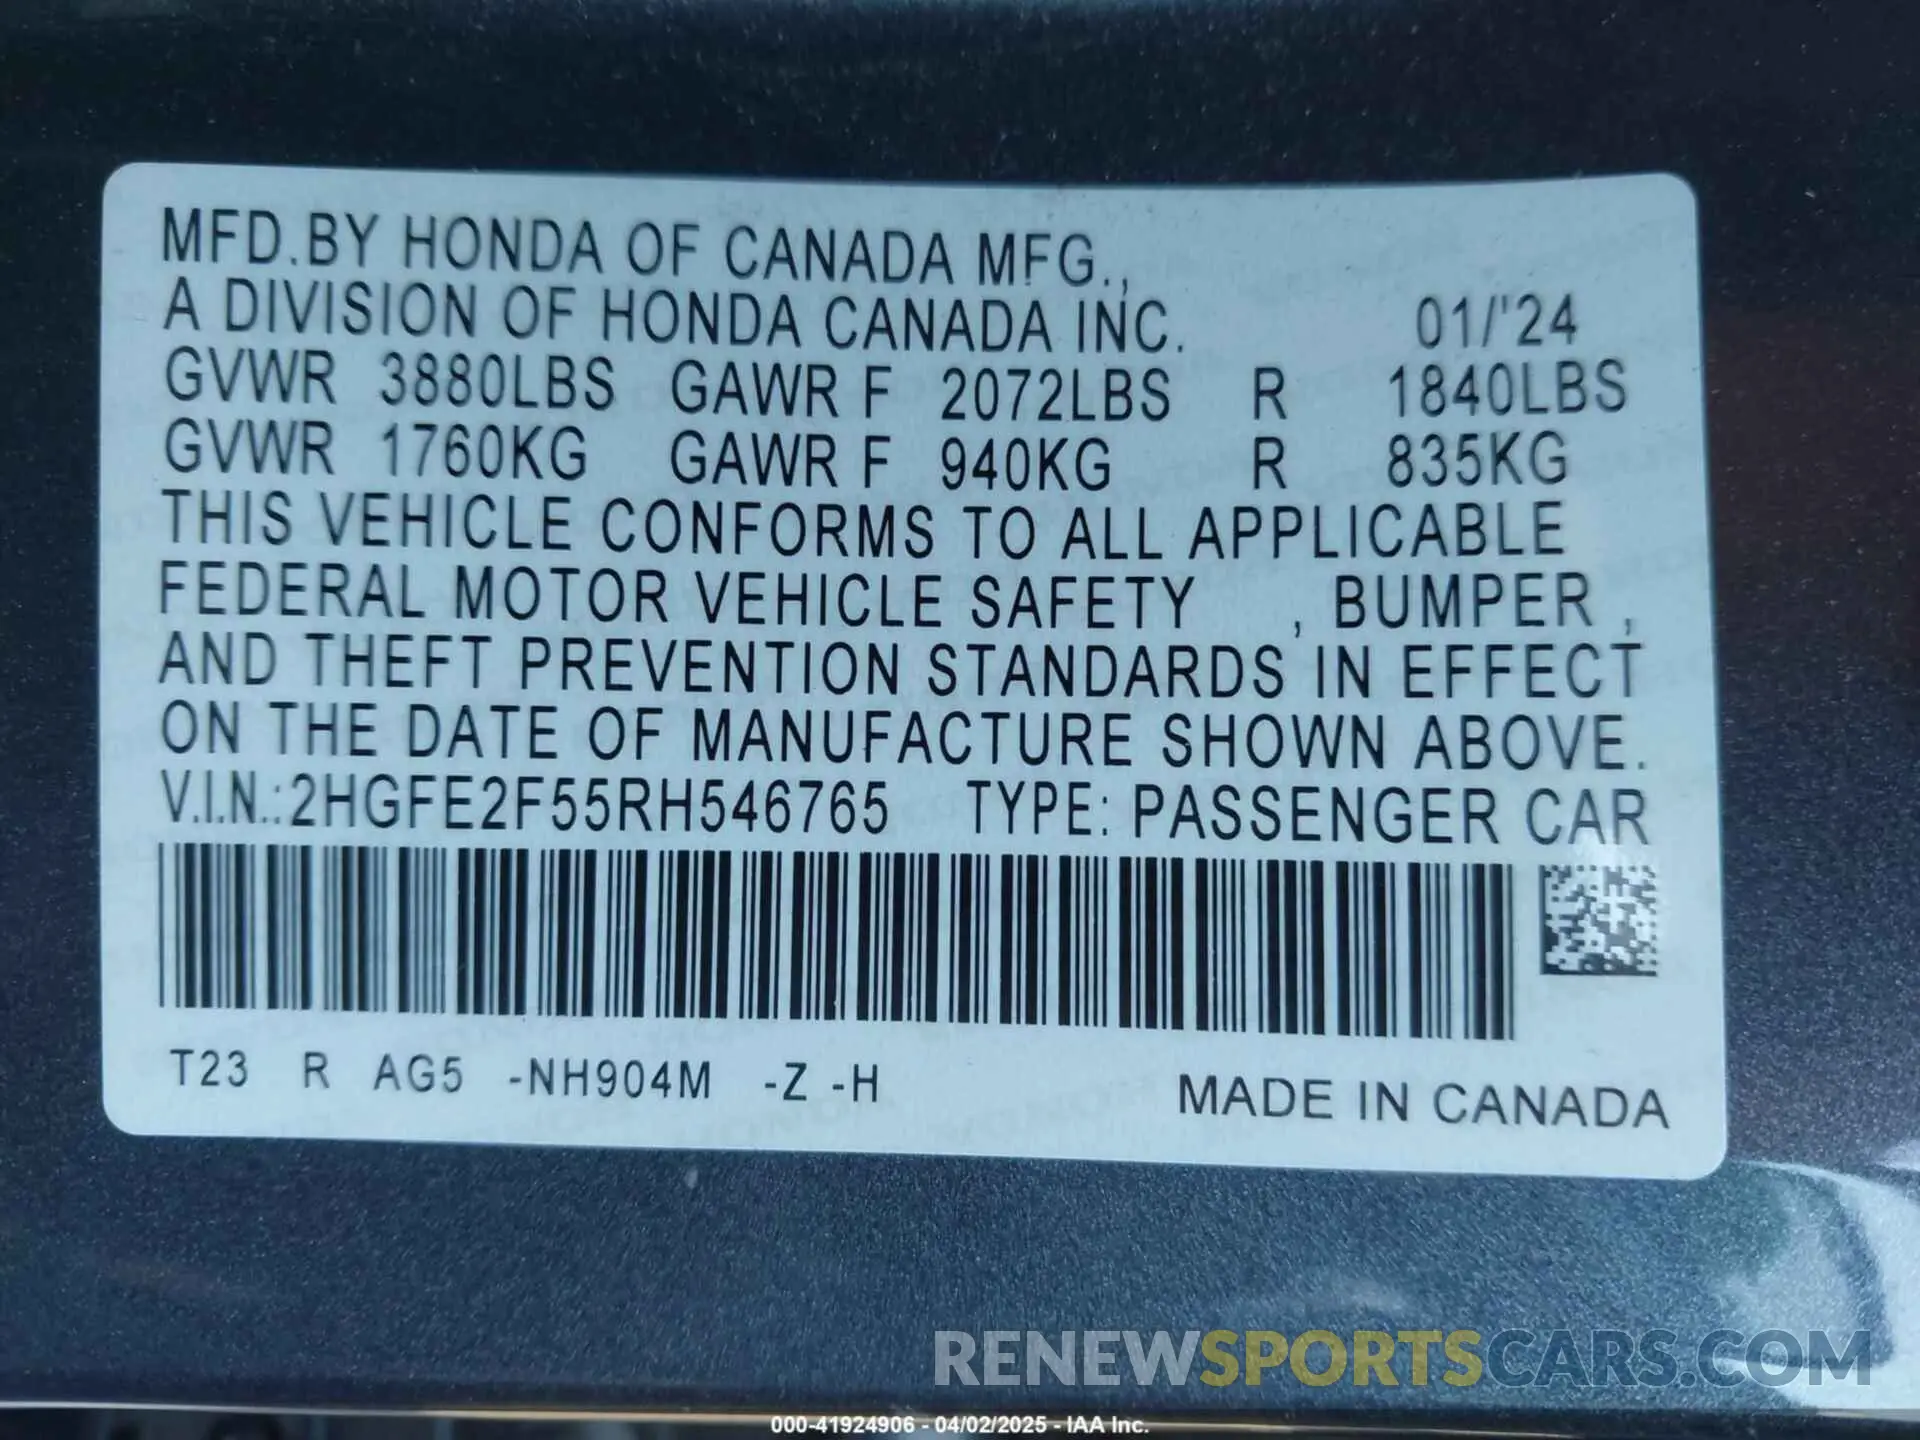 MFD.BY HONDA OF CANADA MFG.,
A DIVISION OF HONDA CANADA INC. 01/'24
GVWR 3880LBS GAWR F 2072LBS R 1840LBS
GVWR 1760KG GAWR F 940KG R 835KG
THIS VEHICLE CONFORMS TO ALL APPLICABLE
FEDERAL MOTOR VEHICLE SAFETY , BUMPER ,
AND THEFT PREVENTION STANDARDS IN EFFECT
ON THE DATE OF MANUFACTURE SHOWN ABOVE.
V.I.N.:2HGFE2F55RH546765 TYPE: PASSENGER CAR
T23 R AG5 -NH904M -Z -H
MADE IN CANADA
RENEWSPORTSCARS.COM
000-41924906 - 04/02/2025 - IAA Inc.